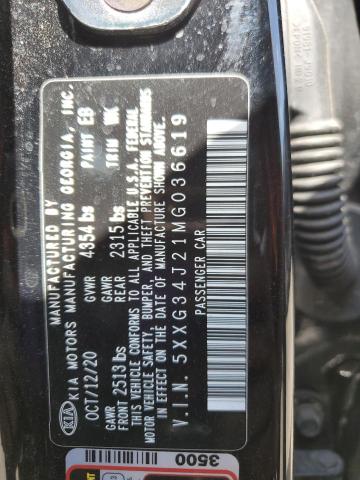 MANUFACTURED BY
KIA MOTORS MANUFACTURING GEORGIA, INC.
KIA
OCT/12/20
GVWR 4354 lbs
PAINT EB
GAWR FRONT 2513 lbs
GAWR REAR 2315 lbs
TRIM WK
THIS VEHICLE CONFORMS TO ALL APPLICABLE U.S.A. FEDERAL
MOTOR VEHICLE SAFETY, BUMPER, AND THEFT PREVENTION STANDARDS
IN EFFECT ON THE DATE OF MANUFACTURE SHOWN ABOVE.
V.I.N. 5XXG34J21MG036619
PASSENGER CAR
3500